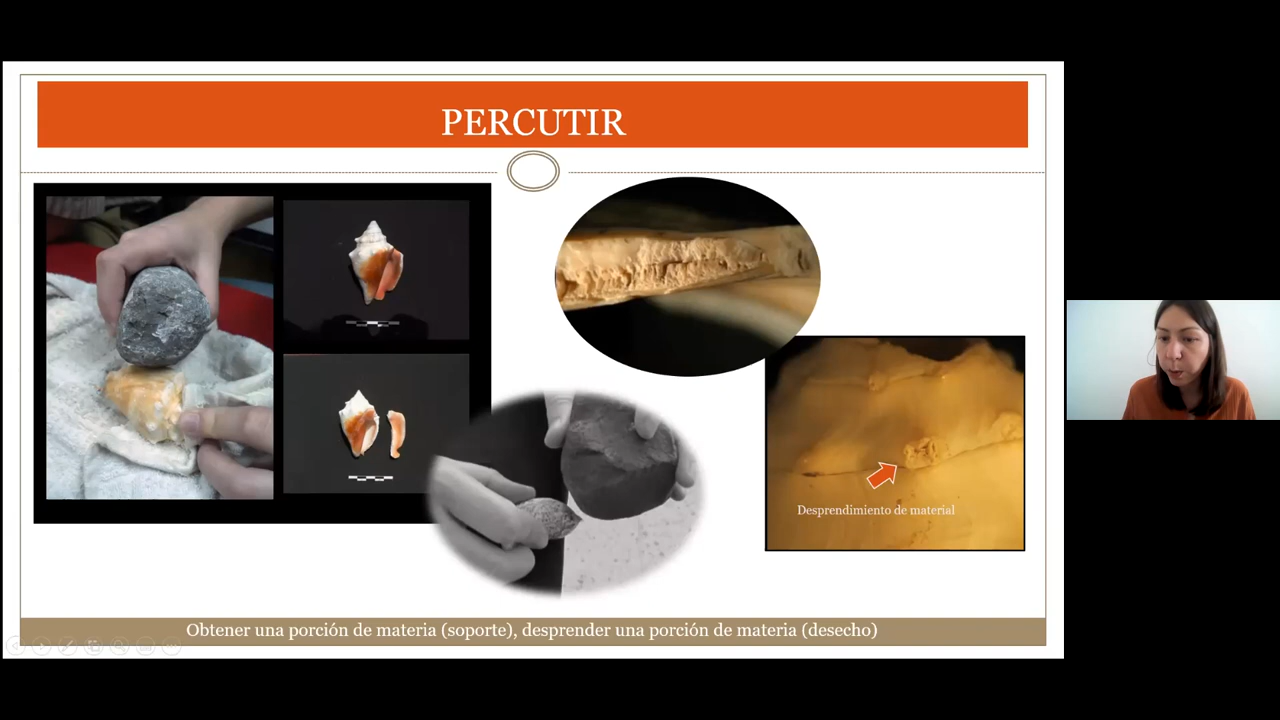 PERCUTIR
Desprendimiento de material
Obtener una porción de materia (soporte), desprender una porción de materia (desecho)